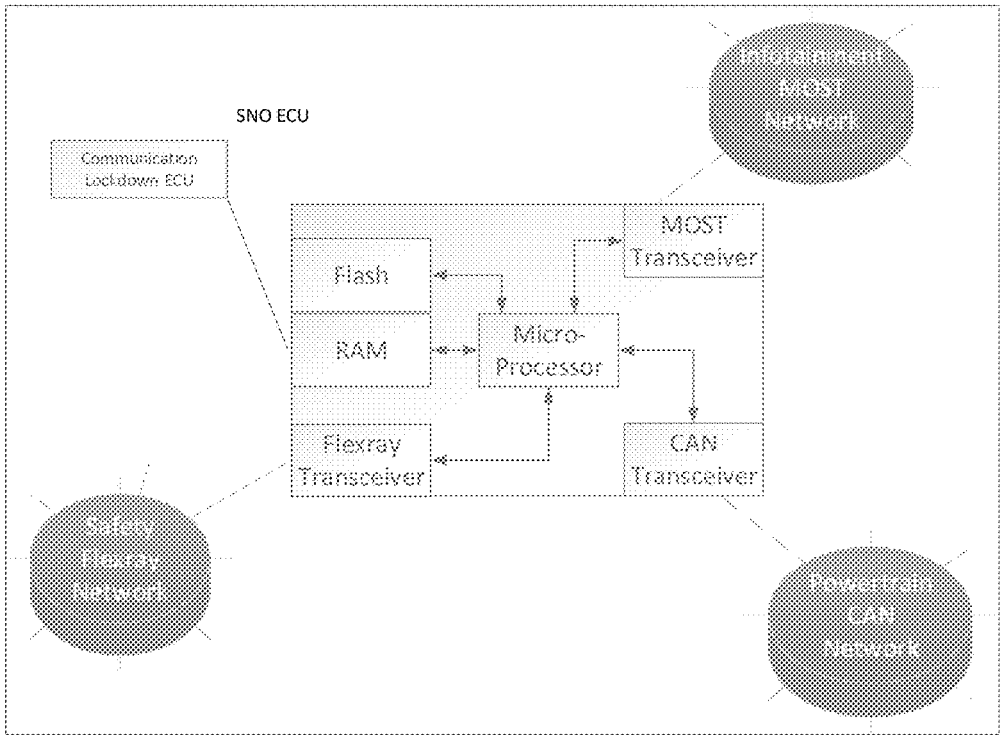 Infotainment
MOST
Network
SNO ECU
Communication
Lockdown ECU
MOST
Transceiver
Flash
RAM
Micro-
Processor
Flexray
Transceiver
CAN
Transceiver
Safety
Flexray
Network
Powertrain
CAN
Network